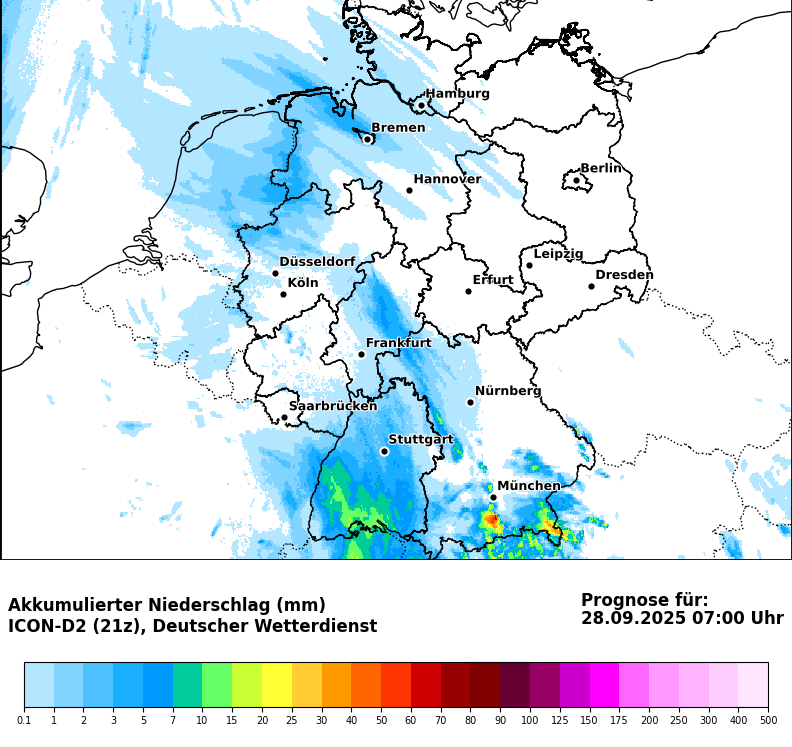 Hamburg
Bremen
Berlin
Hannover
Leipzig
Düsseldorf
Dresden
Köln
Erfurt
Frankfurt
Nürnberg
Saarbrücken
Stuttgart
München
Akkumulierter Niederschlag (mm)
ICON-D2 (21z), Deutscher Wetterdienst
Prognose für:
28.09.2025 07:00 Uhr
0.1 1 2 3 5 7 10 15 20 25 30 40 50 60 70 80 90 100 125 150 175 200 250 300 400 500